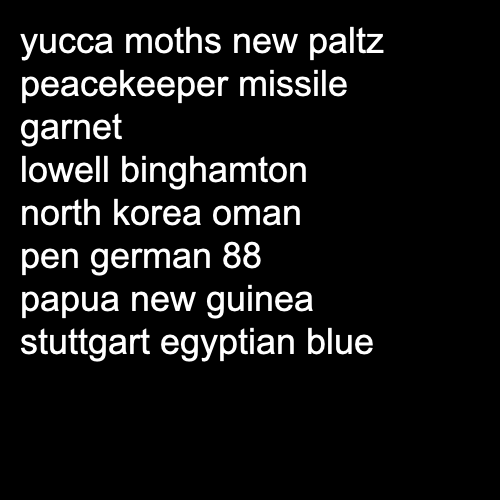 yucca moths new paltz
peacekeeper missile
garnet
lowell binghamton
north korea oman
pen german 88
papua new guinea
stuttgart egyptian blue